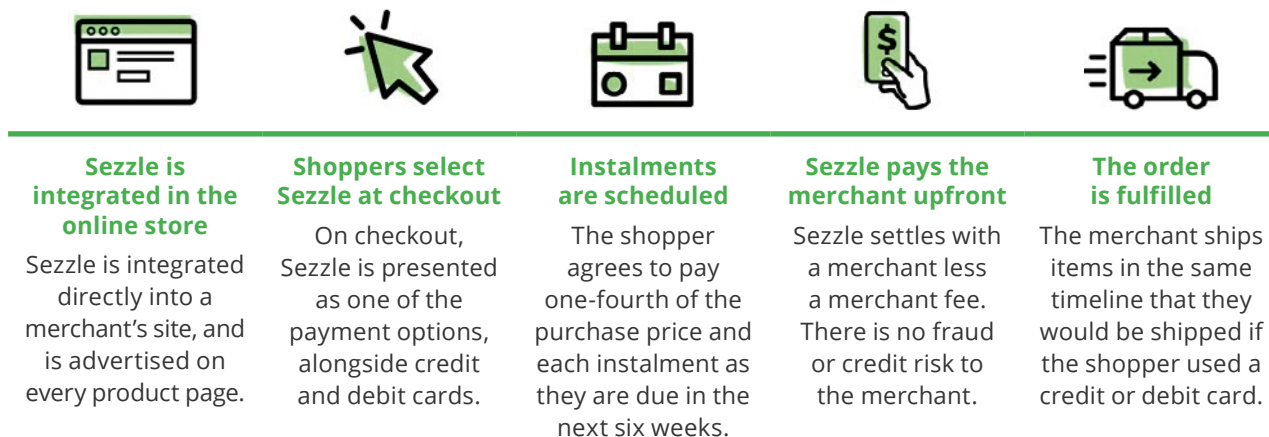 $
Sezzle is
integrated in the
online store
Sezzle is integrated
directly into a
merchant’s site, and
is advertised on
every product page.
Shoppers select
Sezzle at checkout
On checkout,
Sezzle is presented
as one of the
payment options,
alongside credit
and debit cards.
Instalments
are scheduled
The shopper
agrees to pay
one-fourth of the
purchase price and
each instalment as
they are due in the
next six weeks.
Sezzle pays the
merchant upfront
Sezzle settles with
a merchant less
a merchant fee.
There is no fraud
or credit risk to
the merchant.
The order
is fulfilled
The merchant ships
items in the same
timeline that they
would be shipped if
the shopper used a
credit or debit card.